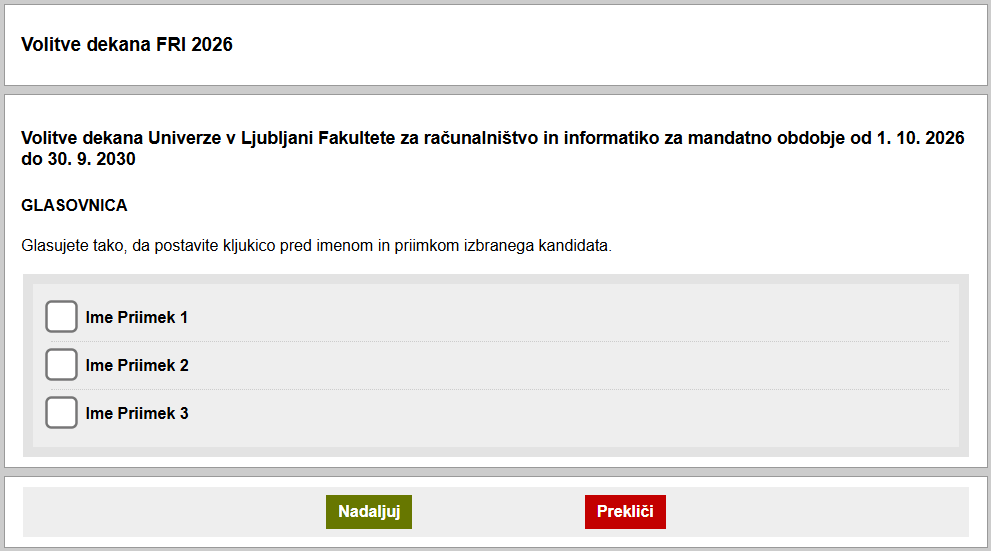 Volitve dekana FRI 2026
Volitve dekana Univerze v Ljubljani Fakultete za računalništvo in informatiko za mandatno obdobje od 1. 10. 2026
do 30. 9. 2030
GLASOVNICA
Glasujete tako, da postavite kljukico pred imenom in priimkom izbranega kandidata.
Ime Priimek 1
Ime Priimek 2
Ime Priimek 3
Nadaljuj
Prekliči